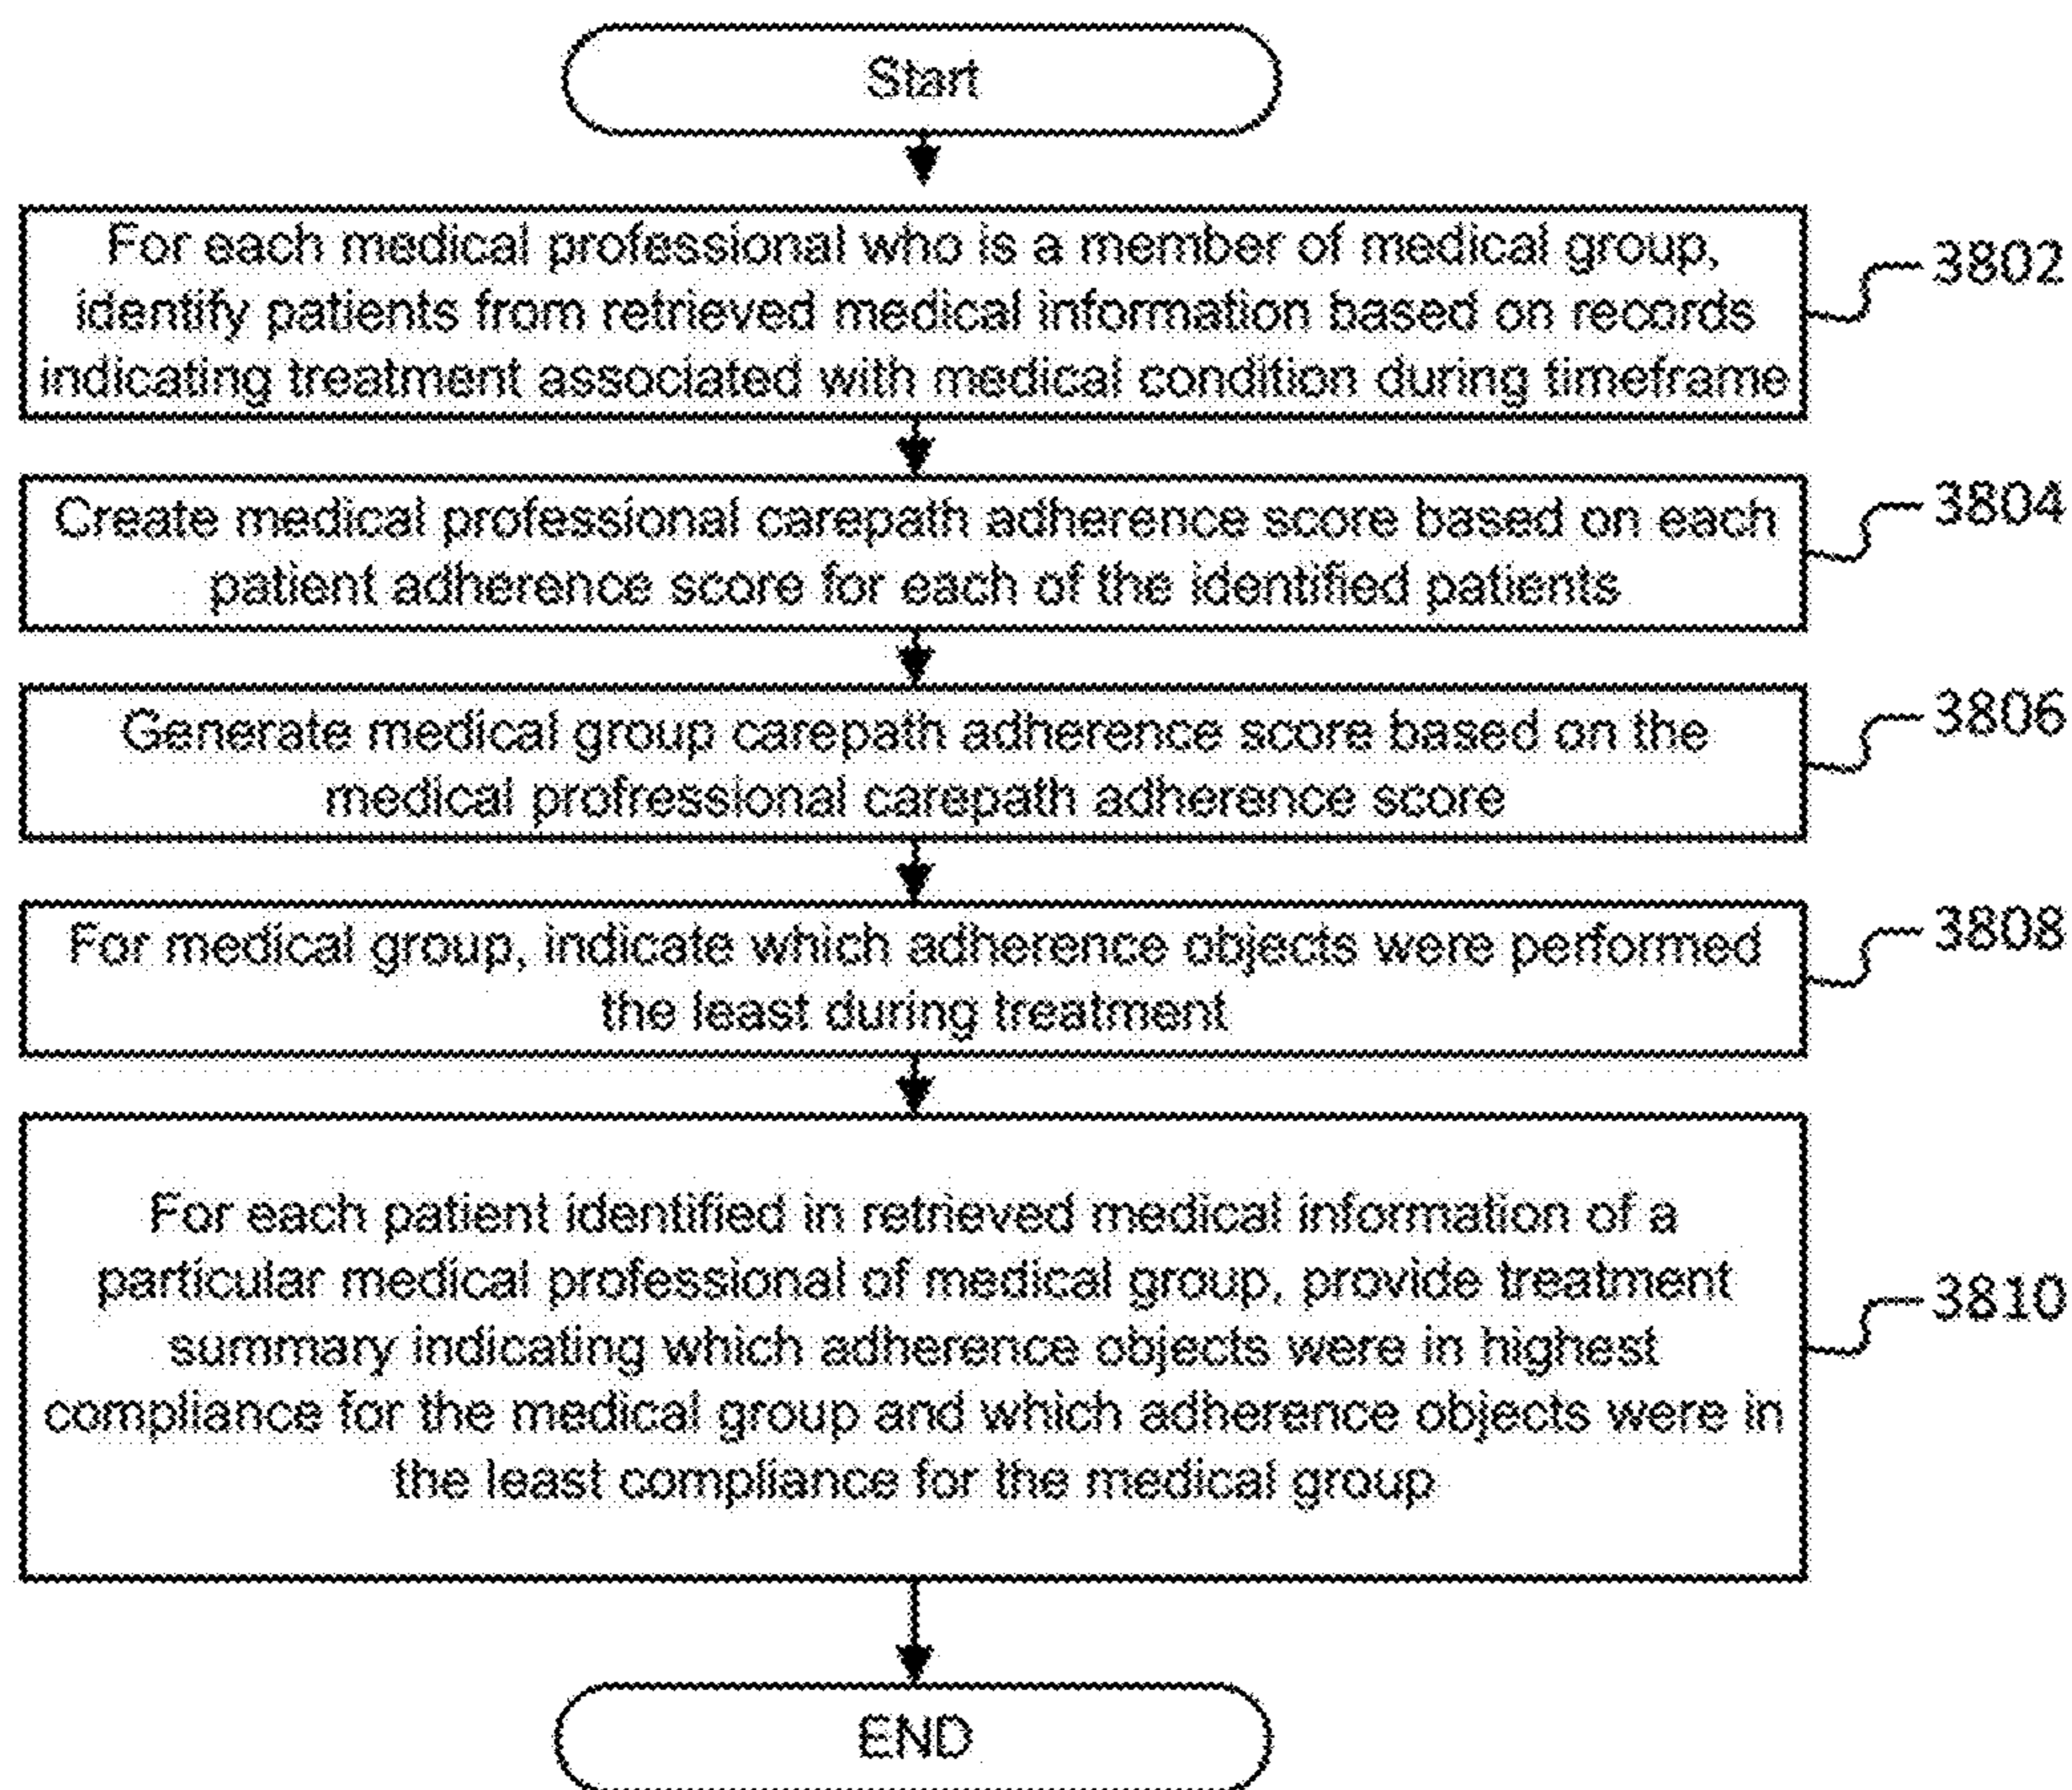 Start
For each medical professional who is a member of medical group,
identify patients from retrieved medical information based on records
indicating treatment associated with medical condition during timeframe
3802
Create medical professional carepath adherence score based on each
patient adherence score for each of the identified patients
3804
Generate medical group carepath adherence score based on the
medical profressional carepath adherence score
3806
For medical group, indicate which adherence objects were performed
the least during treatment
3808
For each patient identified in retrieved medical information of a
particular medical professional of medical group, provide treatment
summary indicating which adherence objects were in highest
compliance for the medical group and which adherence objects were in
the least compliance for the medical group
3810
END